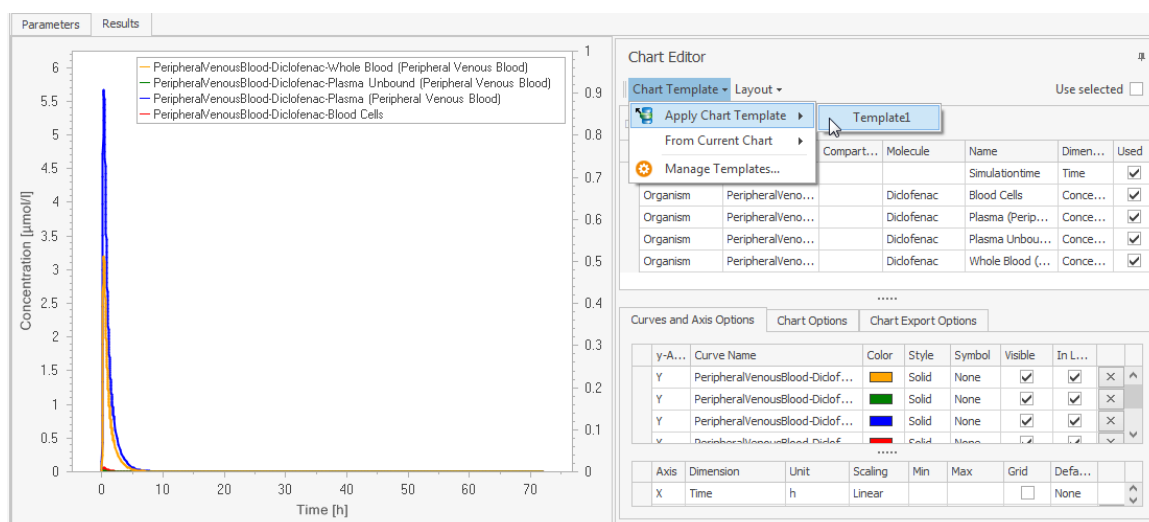 Parameters Results
6
5.5
5
4.5
4
3.5
3
2.5
2
1.5
1
0.5
0
Concentration [µmol/l]
PeripheralVenousBlood-Diclofenac-Whole Blood (Peripheral Venous Blood)
PeripheralVenousBlood-Diclofenac-Plasma Unbound (Peripheral Venous Blood)
PeripheralVenousBlood-Diclofenac-Plasma (Peripheral Venous Blood)
PeripheralVenousBlood-Diclofenac-Blood Cells
1
0.9
0.8
0.7
0.6
0.5
0.4
0.3
0.2
0.1
0
0 10 20 30 40 50 60 70
Time [h]
Chart Editor
Chart Template Layout Use selected
Apply Chart Template Template1
From Current Chart
Manage Templates...
Compart... Molecule Name Dimen... Used
Simulationtime Time
Organism PeripheralVeno... Diclofenac Blood Cells Conce...
Organism PeripheralVeno... Diclofenac Plasma (Perip... Conce...
Organism PeripheralVeno... Diclofenac Plasma Unbou... Conce...
Organism PeripheralVeno... Diclofenac Whole Blood (... Conce...
Curves and Axis Options Chart Options Chart Export Options
y-A... Curve Name Color Style Symbol Visible In L...
Y PeripheralVenousBlood-Diclof... Solid None
Y PeripheralVenousBlood-Diclof... Solid None
Y PeripheralVenousBlood-Diclof... Solid None
Y PeripheralVenousBlood-Diclof... Solid None
Axis Dimension Unit Scaling Min Max Grid Defa...
X Time h Linear None